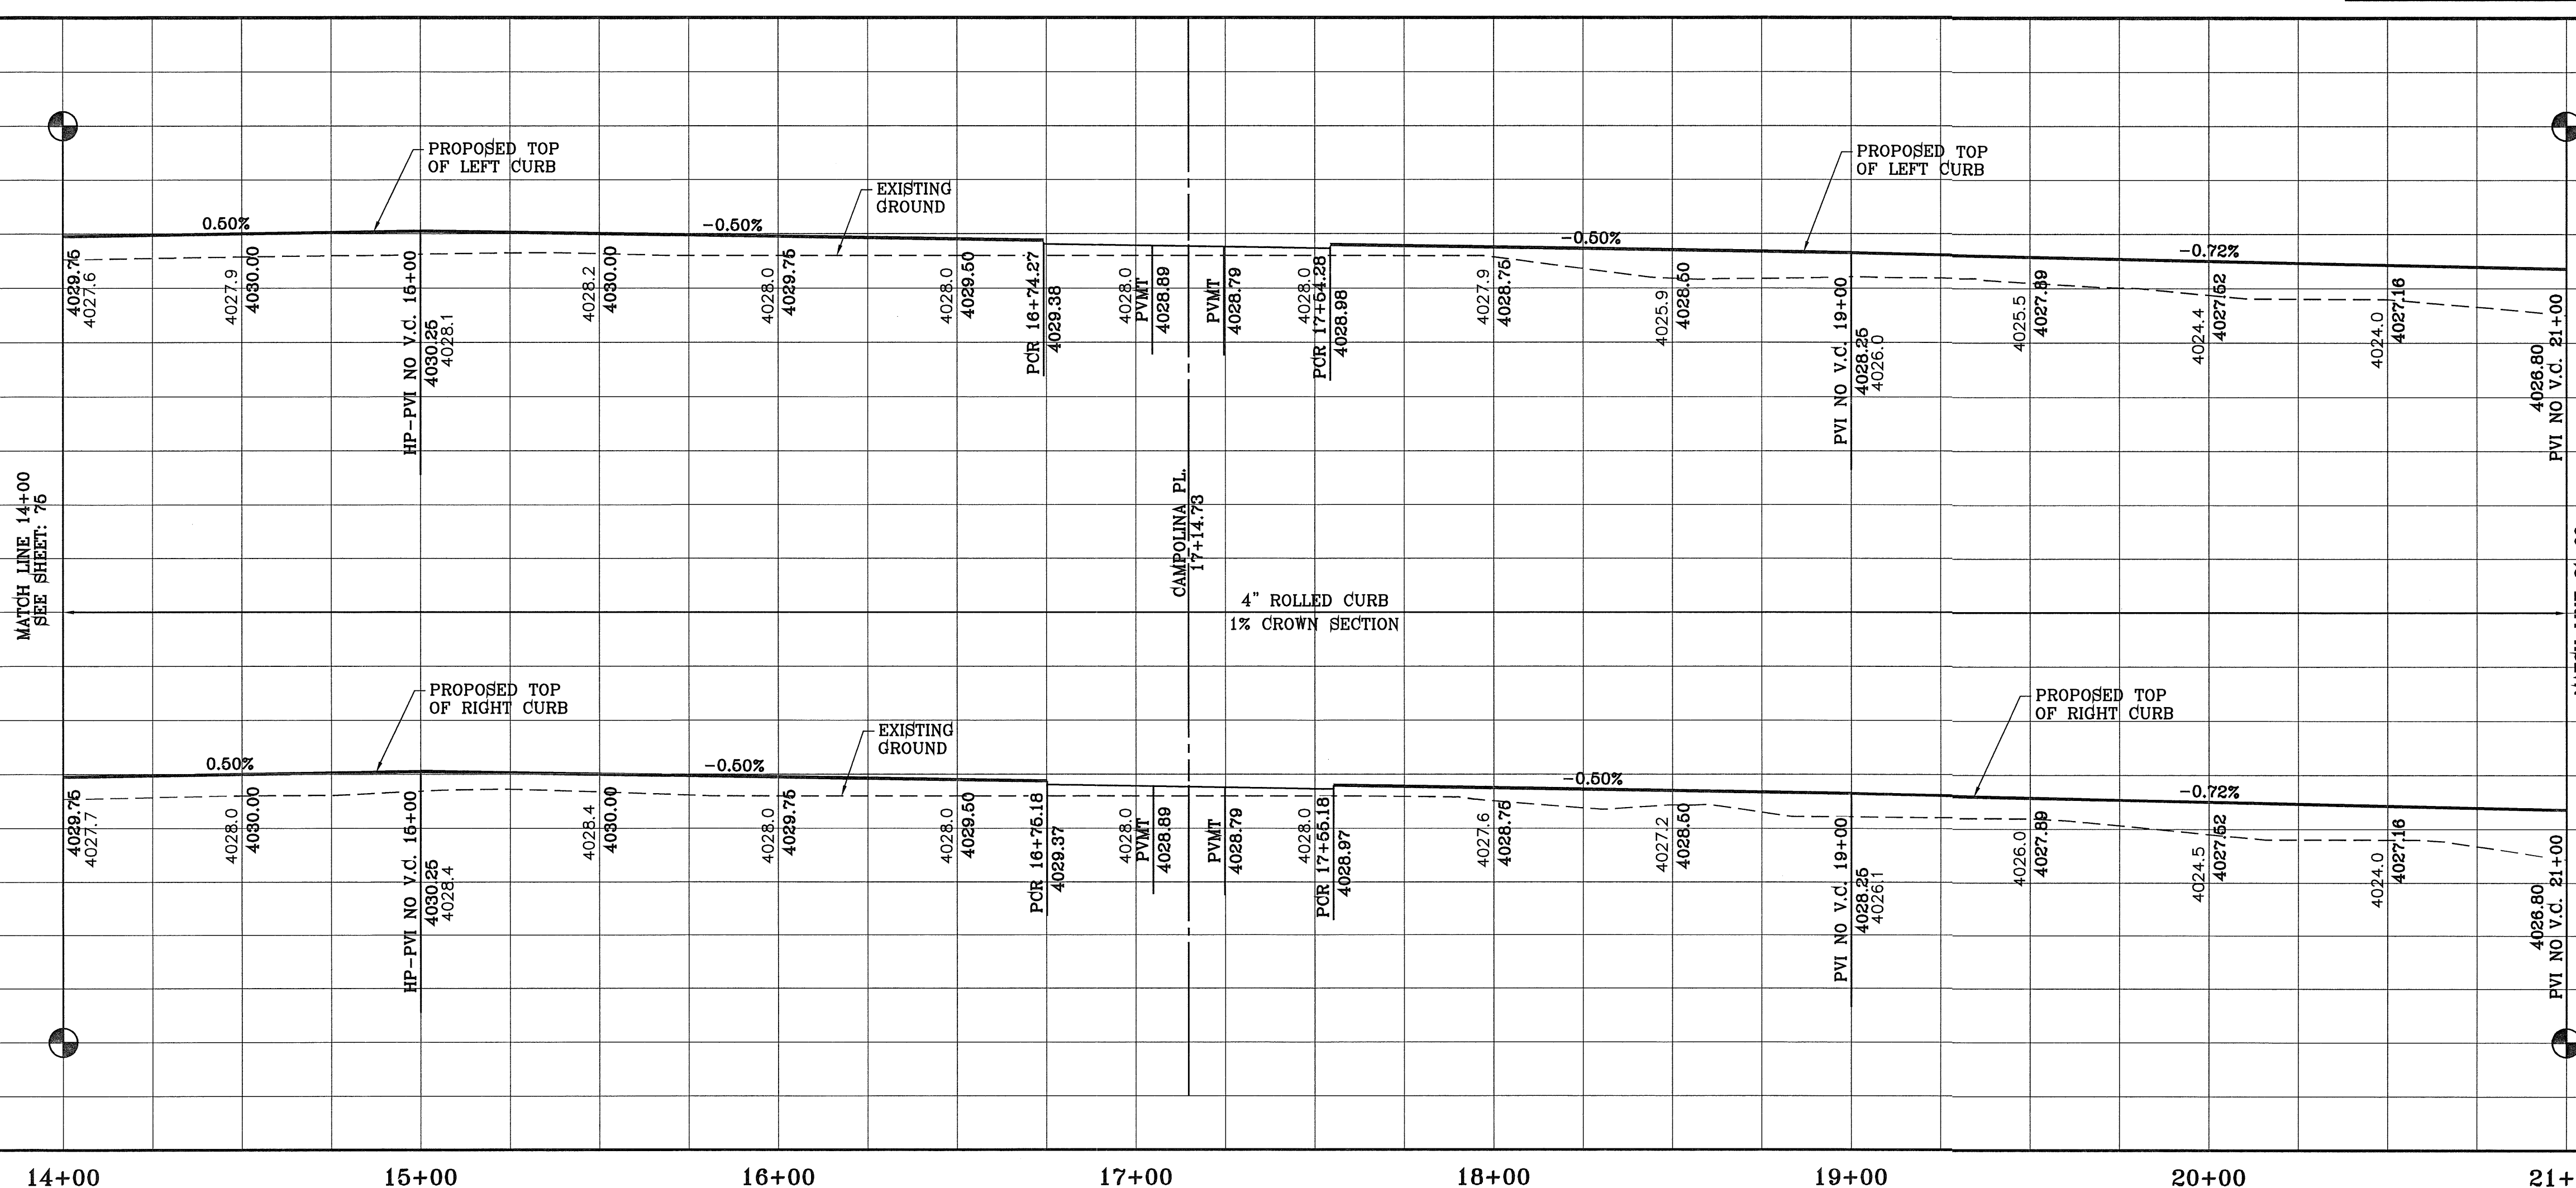 PROPOSED TOP
OF LEFT CURB
EXISTING
GROUND
PROPOSED TOP
OF LEFT CURB
0.50%
-0.50%
-0.50%
-0.72%
4029.75
4027.6
4027.9
4030.00
HP-PVI NO V.C. 15+00
4030.25
4028.1
4028.2
4030.00
4028.0
4029.75
4028.0
4029.50
PCR 16+74.27
4029.38
4028.0
PVMT
4028.89
PVMT
4028.79
4028.0
PCR 17+54.28
4028.98
4027.9
4028.75
4025.9
4028.50
PVI NO V.C. 19+00
4028.25
4026.0
4025.5
4027.89
4024.4
4027.52
4024.0
4027.16
4026.80
PVI NO V.C. 21+00
MATCH LINE 14+00
SEE SHEET: 75
CAMPOLINA PL.
17+14.73
4" ROLLED CURB
1% CROWN SECTION
PROPOSED TOP
OF RIGHT CURB
EXISTING
GROUND
PROPOSED TOP
OF RIGHT CURB
0.50%
-0.50%
-0.50%
-0.72%
4029.75
4027.7
4028.0
4030.00
HP-PVI NO V.C. 15+00
4030.25
4028.4
4028.4
4030.00
4028.0
4029.75
4028.0
4029.50
PCR 16+75.18
4029.37
4028.0
PVMT
4028.89
PVMT
4028.79
4028.0
PCR 17+55.18
4028.97
4027.6
4028.75
4027.2
4028.50
PVI NO V.C. 19+00
4028.25
4026.1
4026.0
4027.89
4024.5
4027.52
4024.0
4027.16
4026.80
PVI NO V.C. 21+00
14+00
15+00
16+00
17+00
18+00
19+00
20+00
21+